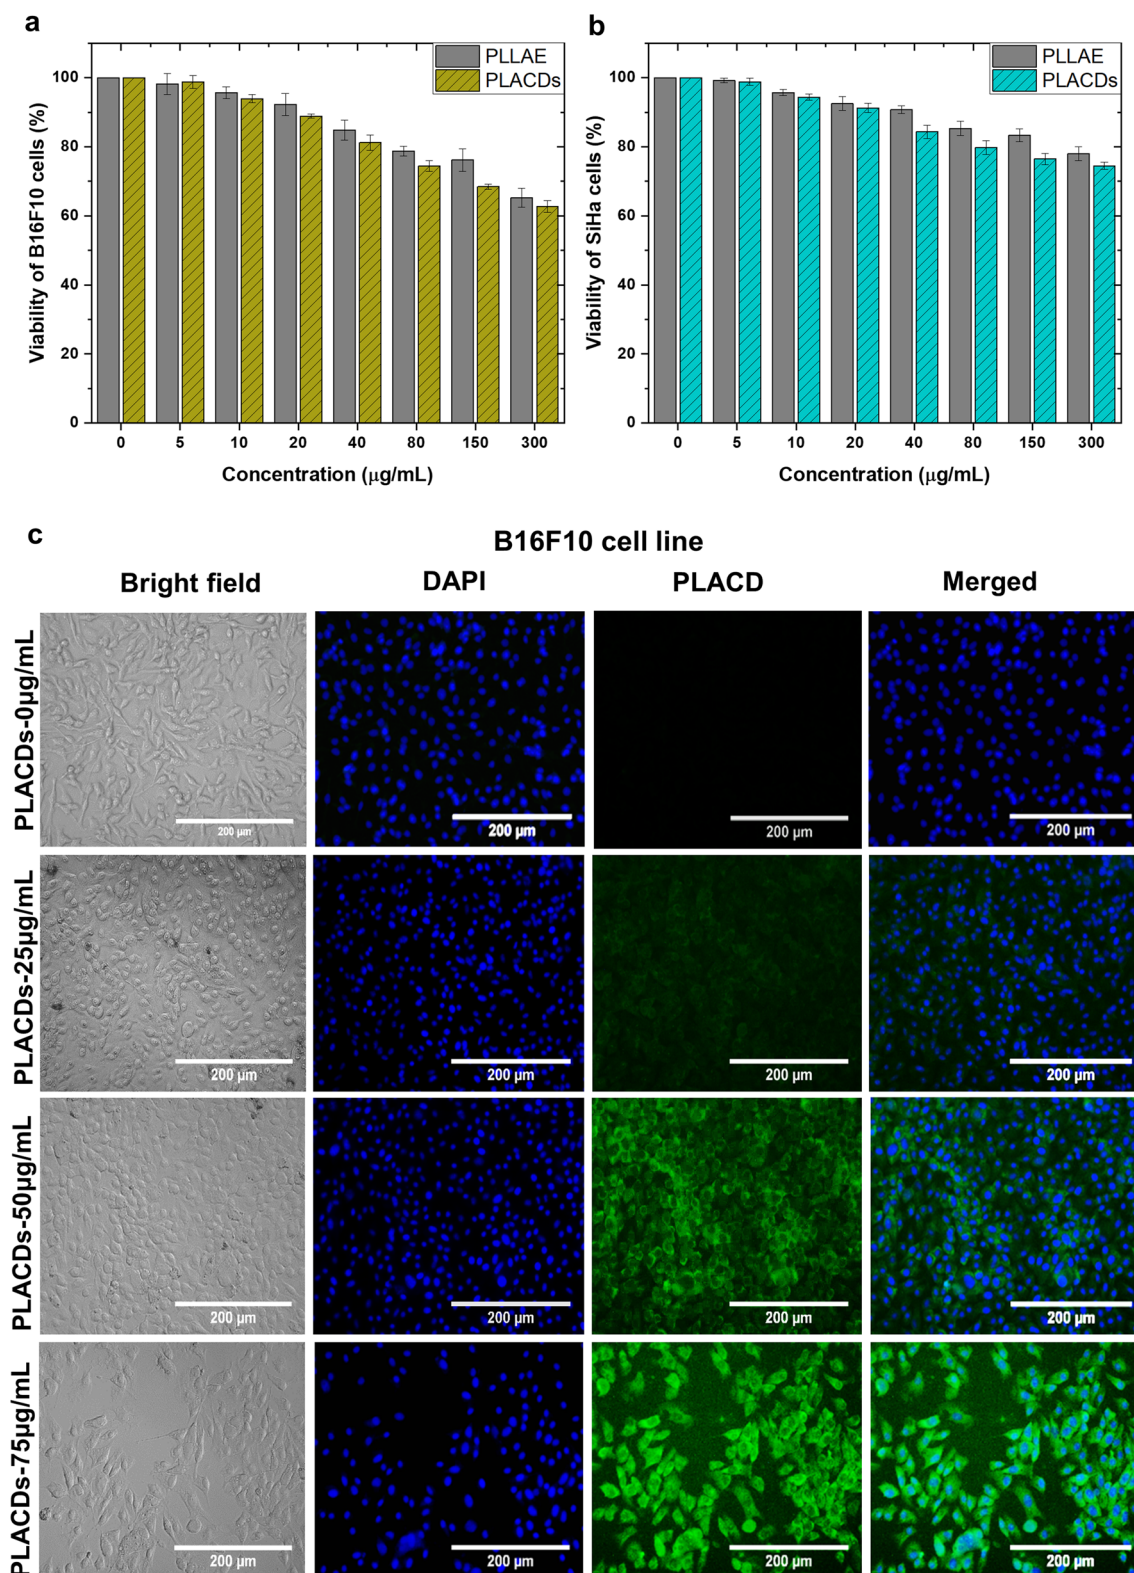 a
PLLAE
PLACDs
Viability of B16F10 cells (%)
100
80
60
40
20
0
0 5 10 20 40 80 150 300
Concentration (μg/mL)
b
PLLAE
PLACDs
Viability of SiHa cells (%)
100
80
60
40
20
0
0 5 10 20 40 80 150 300
Concentration (μg/mL)
c
B16F10 cell line
Bright field DAPI PLACD Merged
PLACDs-0μg/mL
200 μm 200 μm 200 μm 200 μm
PLACDs-25μg/mL
200 μm 200 μm 200 μm 200 μm
PLACDs-50μg/mL
200 μm 200 μm 200 μm 200 μm
PLACDs-75μg/mL
200 μm 200 μm 200 μm 200 μm